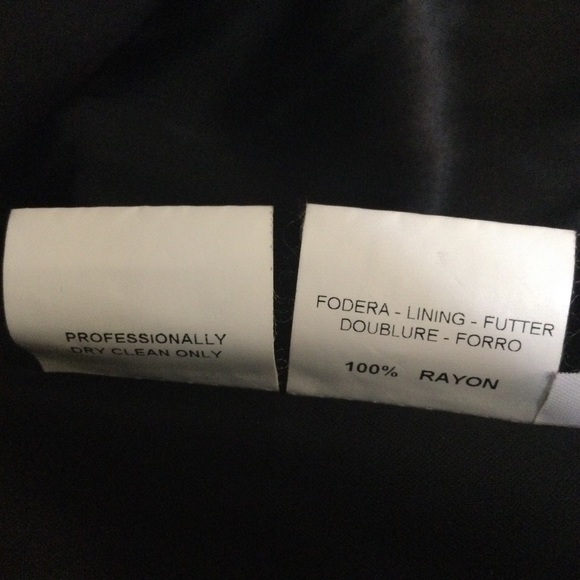 PROFESSIONALLY
DRY CLEAN ONLY
FODERA - LINING - FUTTER
DOUBLURE - FORRO
100% RAYON